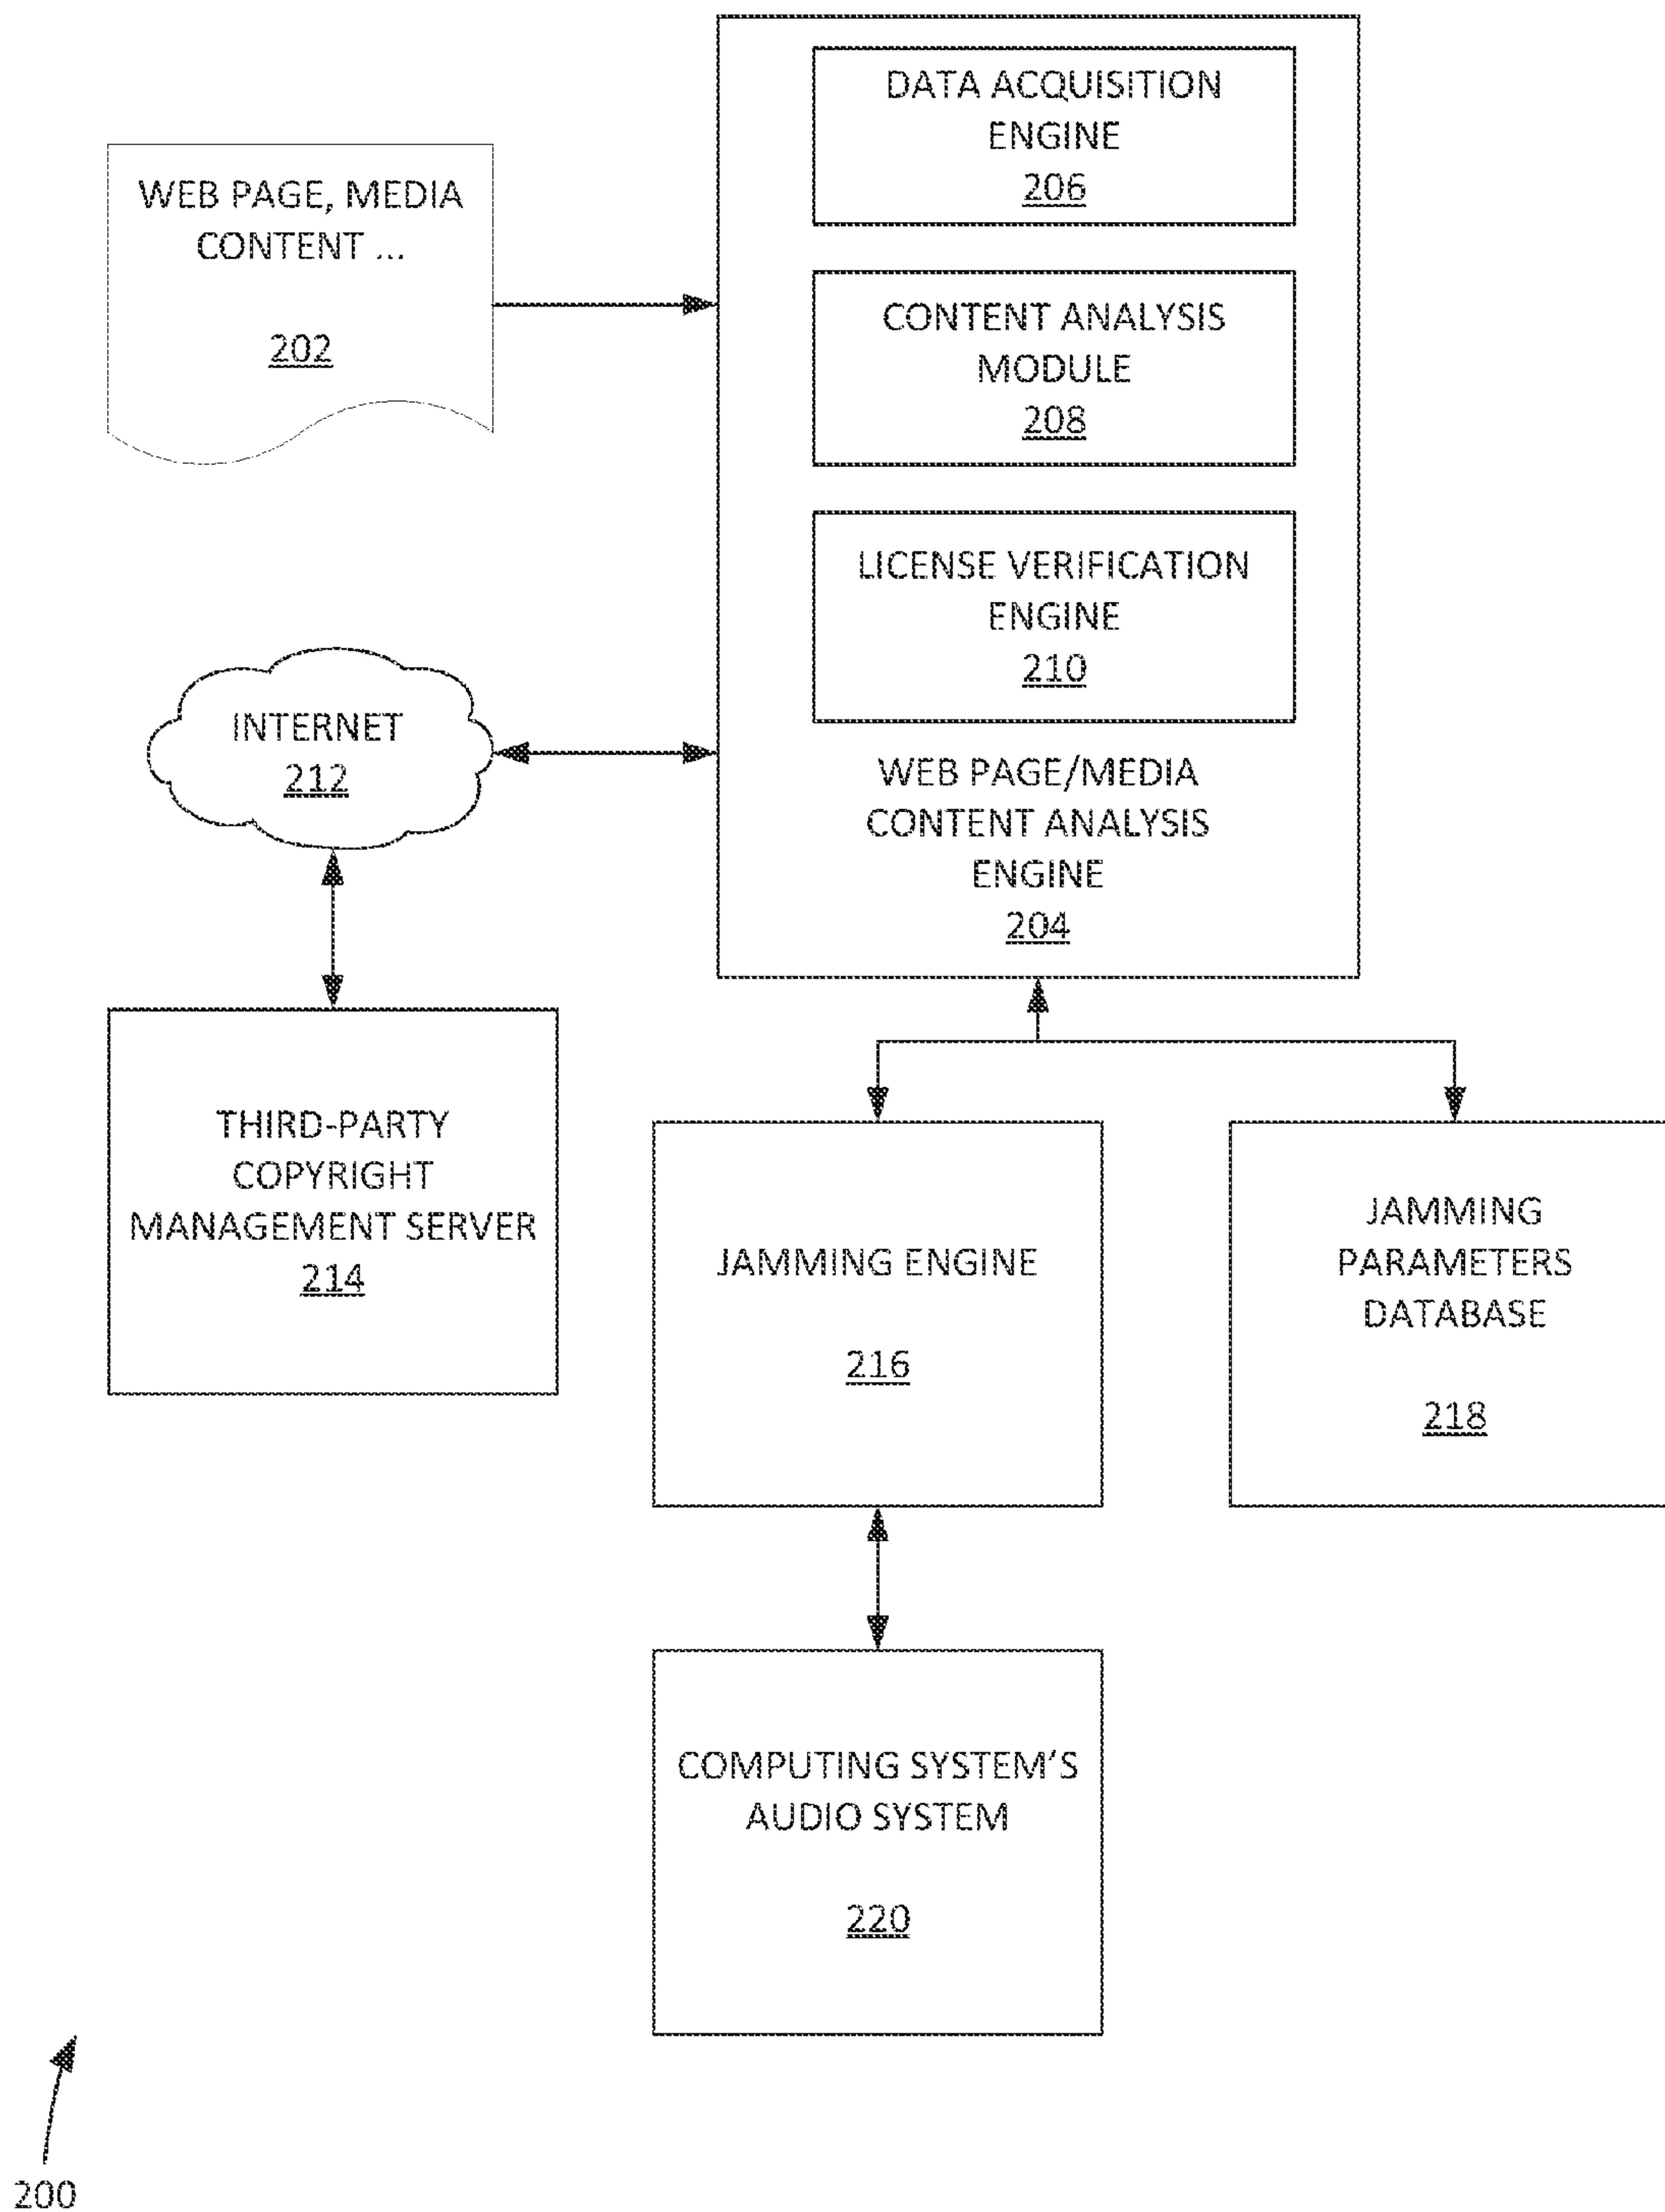 DATA ACQUISITION
ENGINE
206
WEB PAGE, MEDIA
CONTENT ...
202
CONTENT ANALYSIS
MODULE
208
LICENSE VERIFICATION
ENGINE
210
INTERNET
212
WEB PAGE/MEDIA
CONTENT ANALYSIS
ENGINE
204
THIRD-PARTY
COPYRIGHT
MANAGEMENT SERVER
214
JAMMING ENGINE
216
JAMMING
PARAMETERS
DATABASE
218
COMPUTING SYSTEM'S
AUDIO SYSTEM
220
200